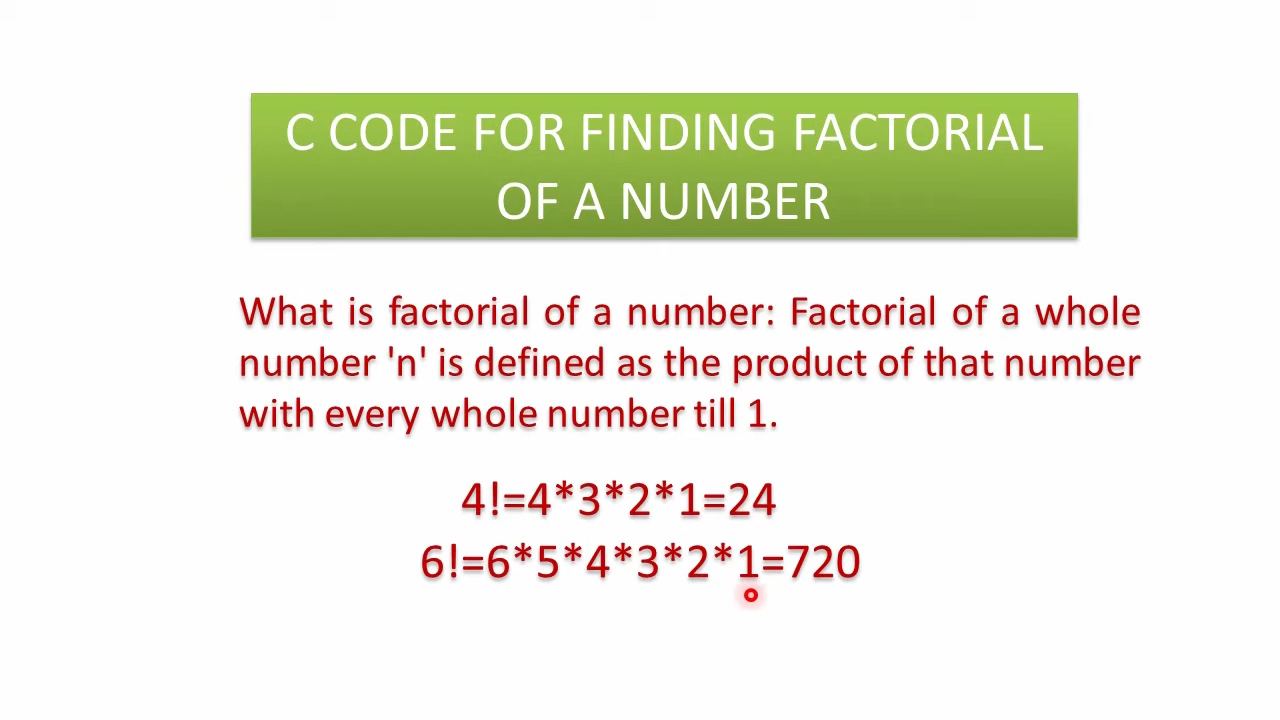 C CODE FOR FINDING FACTORIAL
OF A NUMBER
What is factorial of a number: Factorial of a whole
number 'n' is defined as the product of that number
with every whole number till 1.
4!=4*3*2*1=24
6!=6*5*4*3*2*1=720